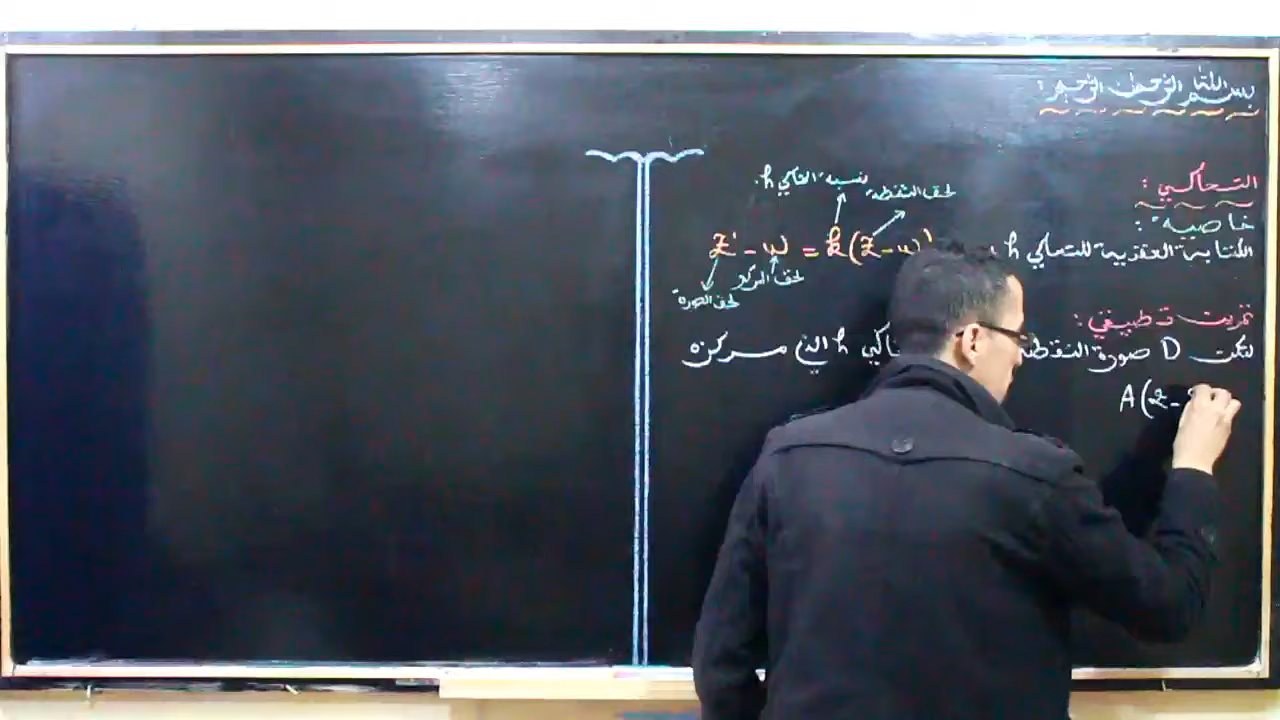 بسم الله الرحمن الرحيم :
التحاكي :
خاصية :
نسبة التحاكي h.
لحق النقطة
الكتابة العقدية للتحاكي h
z' - ω = k(z - ω)
لحق المركز
لحق الصورة
تمرين تطبيقي :
لتكن D صورة النقطة h الذي مركزه
A(2 -